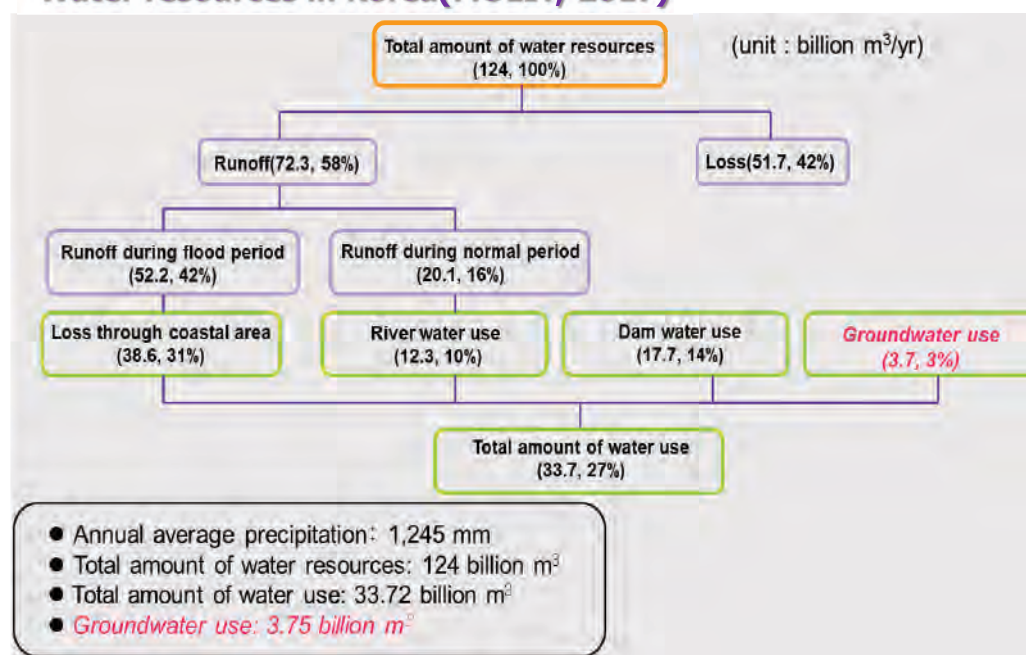 Total amount of water resources
(124, 100%)
(unit : billion m³/yr)
Runoff(72.3, 58%)
Loss(51.7, 42%)
Runoff during flood period
(52.2, 42%)
Runoff during normal period
(20.1, 16%)
Loss through coastal area
(38.6, 31%)
River water use
(12.3, 10%)
Dam water use
(17.7, 14%)
Groundwater use
(3.7, 3%)
Total amount of water use
(33.7, 27%)
● Annual average precipitation: 1,245 mm
● Total amount of water resources: 124 billion m³
● Total amount of water use: 33.72 billion m³
● Groundwater use: 3.75 billion m³